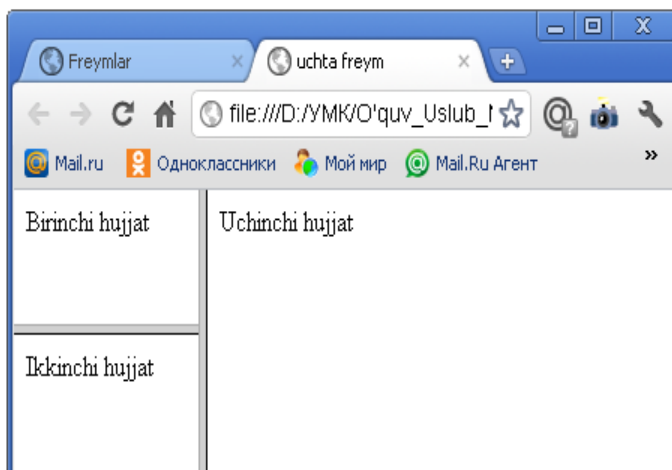 Freymlar
uchta freym
file:///D:/УМК/O'quv_Uslub_
Mail.ru
Одноклассники
Мой мир
Mail.Ru Агент
Birinchi hujjat
Uchinchi hujjat
Ikkinchi hujjat